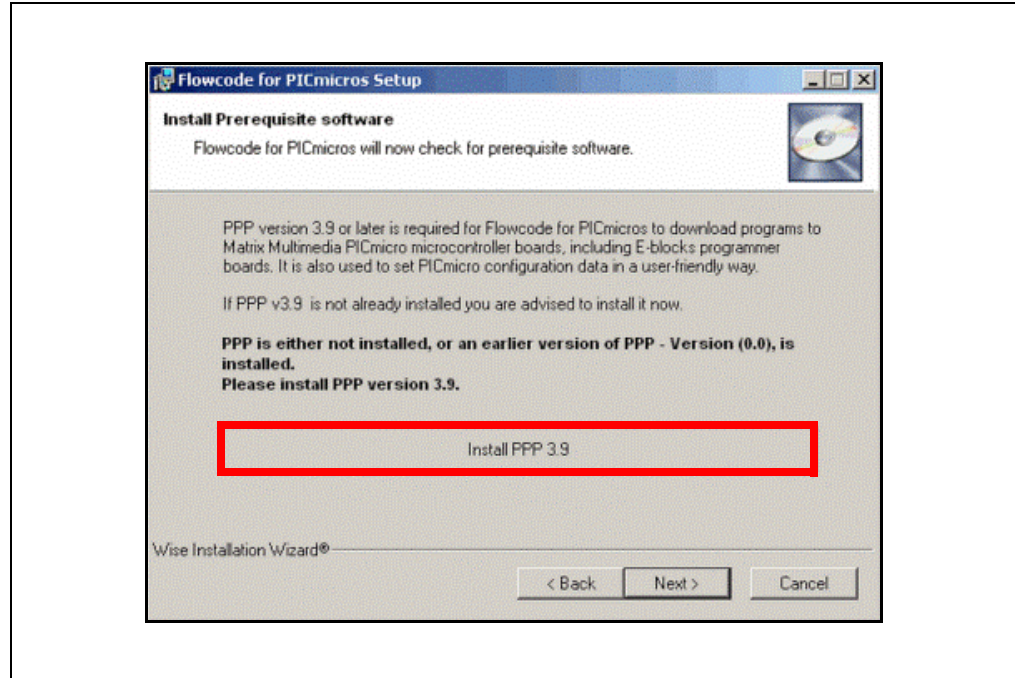 Flowcode for PICmicros Setup
Install Prerequisite software
Flowcode for PICmicros will now check for prerequisite software.
PPP version 3.9 or later is required for Flowcode for PICmicros to download programs to
Matrix Multimedia PICmicro microcontroller boards, including E-blocks programmer
boards. It is also used to set PICmicro configuration data in a user-friendly way.
If PPP v3.9 is not already installed you are advised to install it now.
PPP is either not installed, or an earlier version of PPP - Version (0.0), is
installed.
Please install PPP version 3.9.
Install PPP 3.9
Wise Installation Wizard®
< Back Next > Cancel